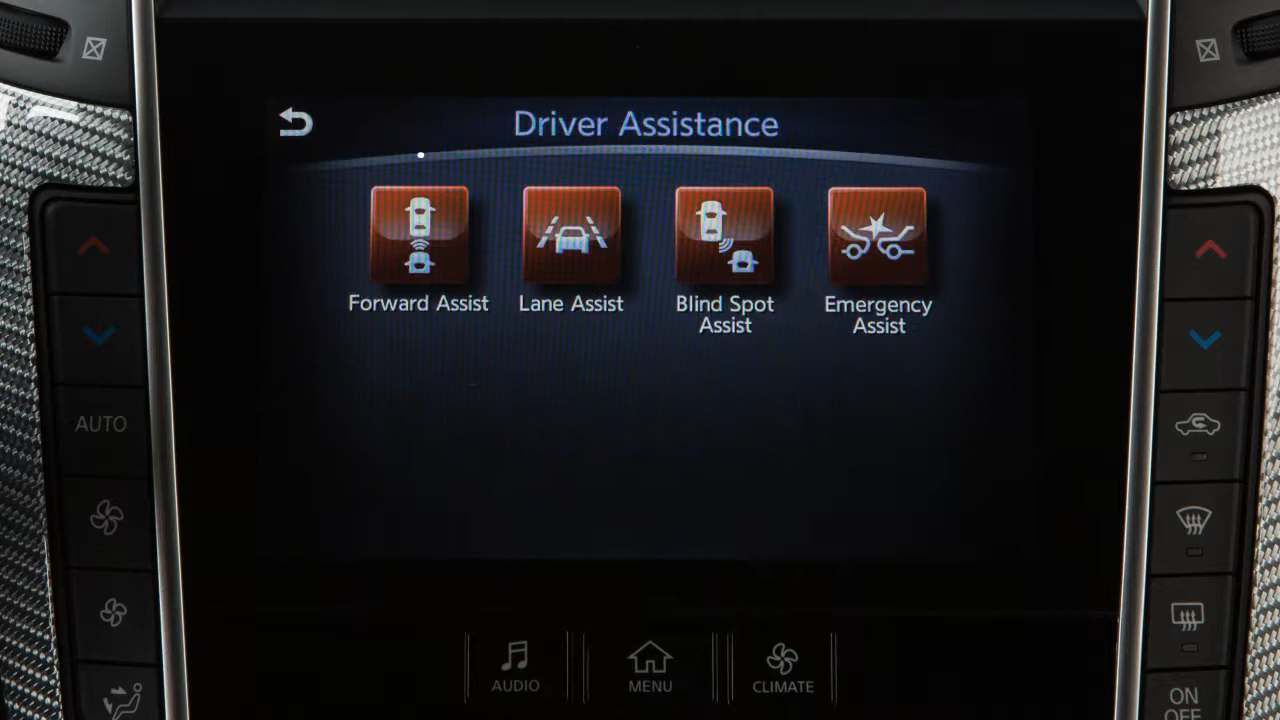 Driver Assistance
Forward Assist
Lane Assist
Blind Spot
Assist
Emergency
Assist
AUTO
AUDIO
MENU
CLIMATE
ON
OFF